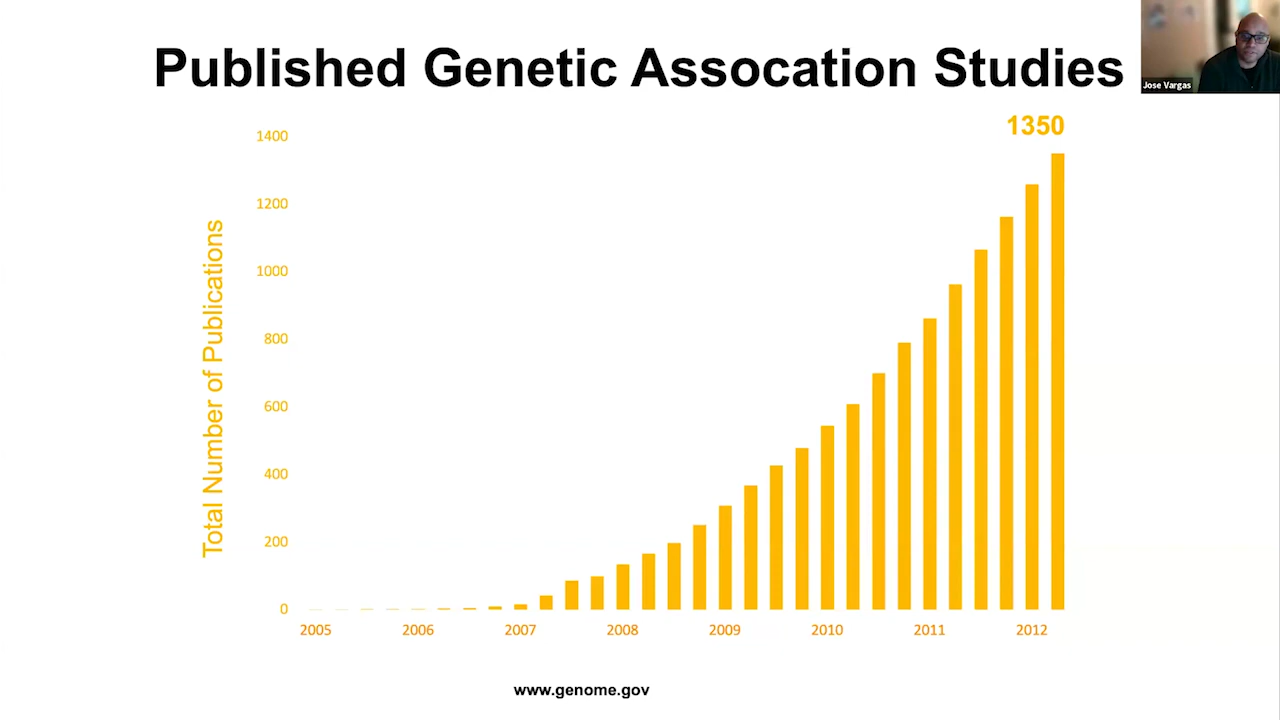 Published Genetic Assocation Studies
Jose Vargas
1350
Total Number of Publications
1400
1200
1000
800
600
400
200
0
2005 2006 2007 2008 2009 2010 2011 2012
www.genome.gov